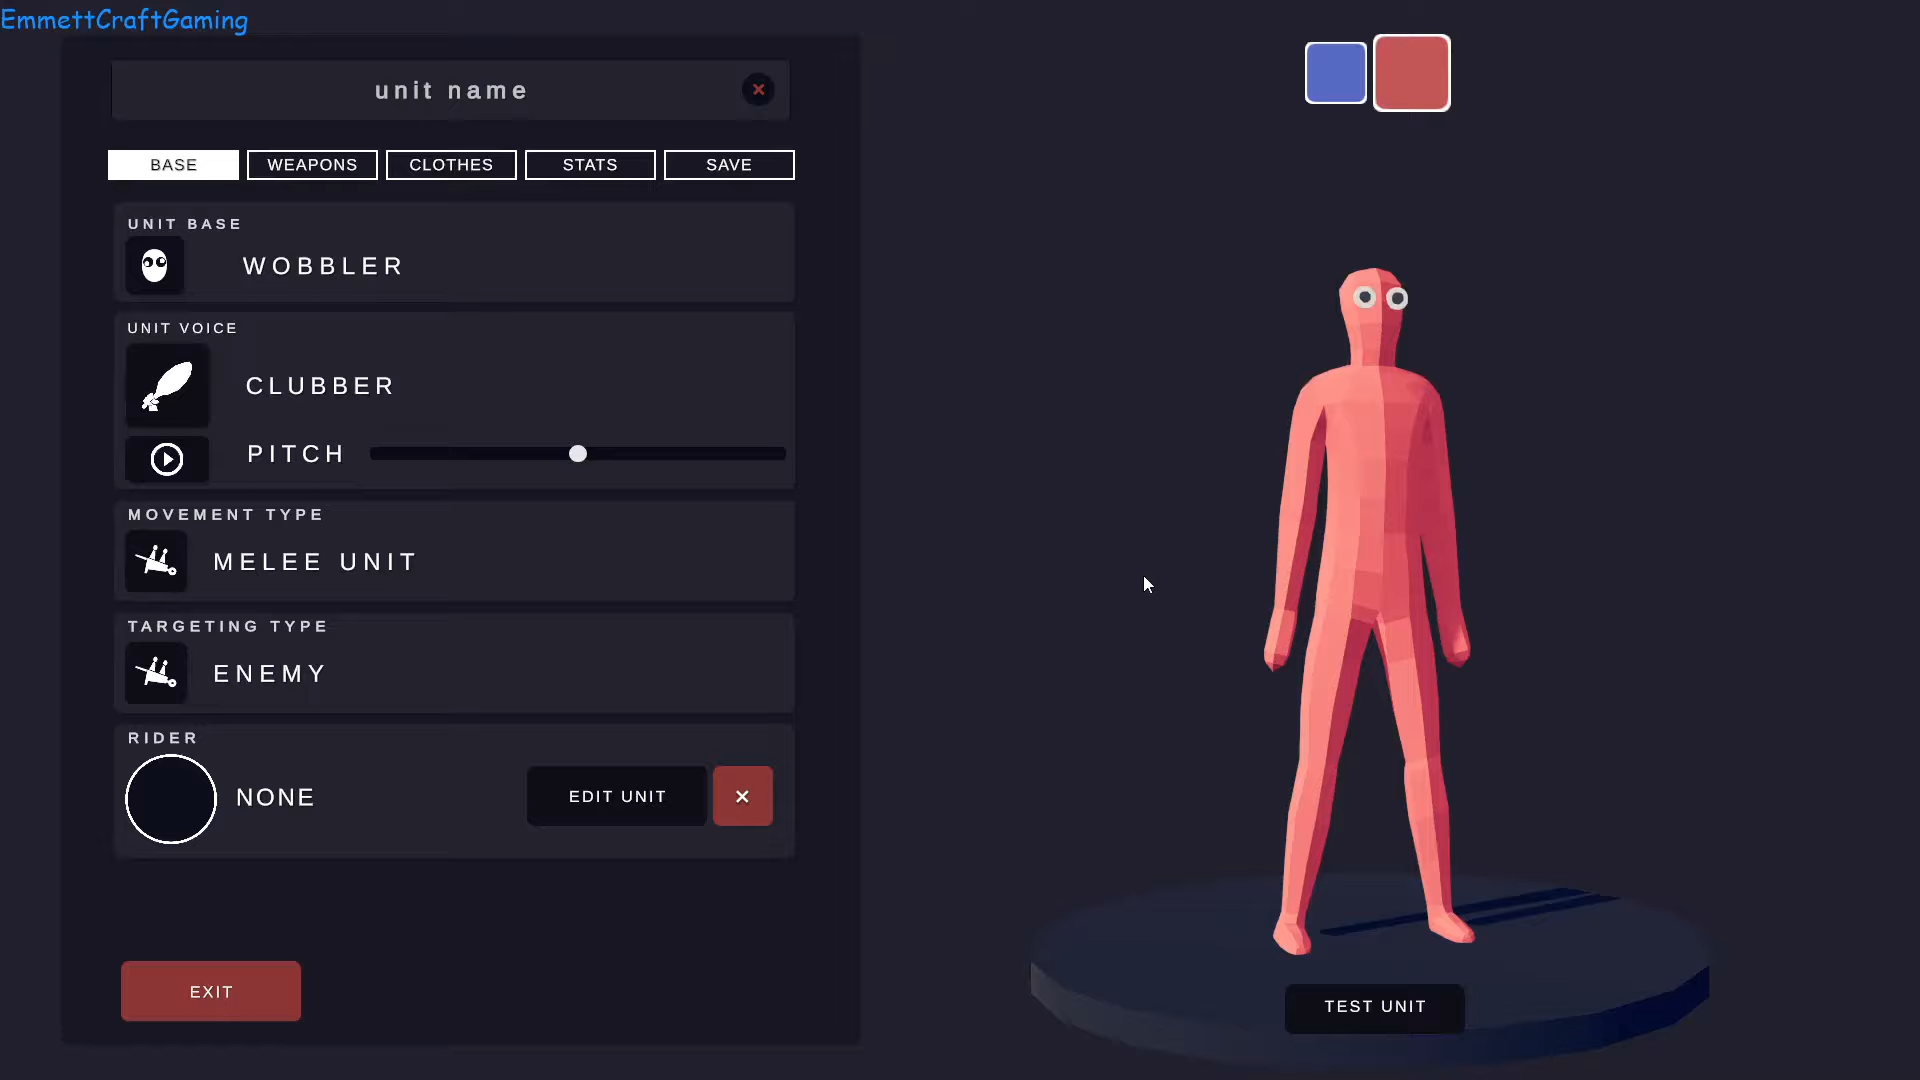 EmmettCraftGaming
unit name
BASE WEAPONS CLOTHES STATS SAVE
UNIT BASE
WOBBLER
UNIT VOICE
CLUBBER
PITCH
MOVEMENT TYPE
MELEE UNIT
TARGETING TYPE
ENEMY
RIDER
NONE EDIT UNIT
EXIT
TEST UNIT